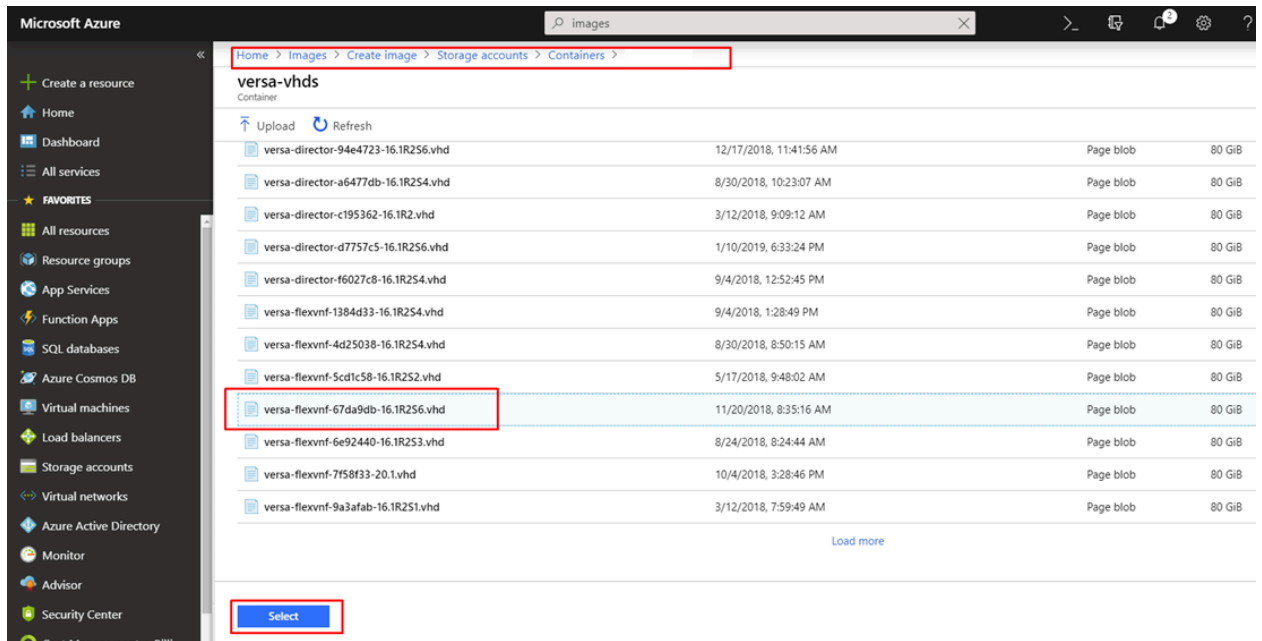 Microsoft Azure
images
2
?
«
Home > Images > Create image > Storage accounts > Containers >
versa-vhds
Container
Upload Refresh
Create a resource
Home
Dashboard
All services
FAVORITES
All resources
Resource groups
App Services
Function Apps
SQL databases
Azure Cosmos DB
Virtual machines
Load balancers
Storage accounts
Virtual networks
Azure Active Directory
Monitor
Advisor
Security Center
versa-director-94e4723-16.1R2S6.vhd 12/17/2018, 11:41:56 AM Page blob 80 GiB
versa-director-a6477db-16.1R2S4.vhd 8/30/2018, 10:23:07 AM Page blob 80 GiB
versa-director-c195362-16.1R2.vhd 3/12/2018, 9:09:12 AM Page blob 80 GiB
versa-director-d7757c5-16.1R2S6.vhd 1/10/2019, 6:33:24 PM Page blob 80 GiB
versa-director-f6027c8-16.1R2S4.vhd 9/4/2018, 12:52:45 PM Page blob 80 GiB
versa-flexvnf-1384d33-16.1R2S4.vhd 9/4/2018, 1:28:49 PM Page blob 80 GiB
versa-flexvnf-4d25038-16.1R2S4.vhd 8/30/2018, 8:50:15 AM Page blob 80 GiB
versa-flexvnf-5cd1c58-16.1R2S2.vhd 5/17/2018, 9:48:02 AM Page blob 80 GiB
versa-flexvnf-67da9db-16.1R2S6.vhd 11/20/2018, 8:35:16 AM Page blob 80 GiB
versa-flexvnf-6e92440-16.1R2S3.vhd 8/24/2018, 8:24:44 AM Page blob 80 GiB
versa-flexvnf-7f58f33-20.1.vhd 10/4/2018, 3:28:46 PM Page blob 80 GiB
versa-flexvnf-9a3afab-16.1R2S1.vhd 3/12/2018, 7:59:49 AM Page blob 80 GiB
Load more
Select